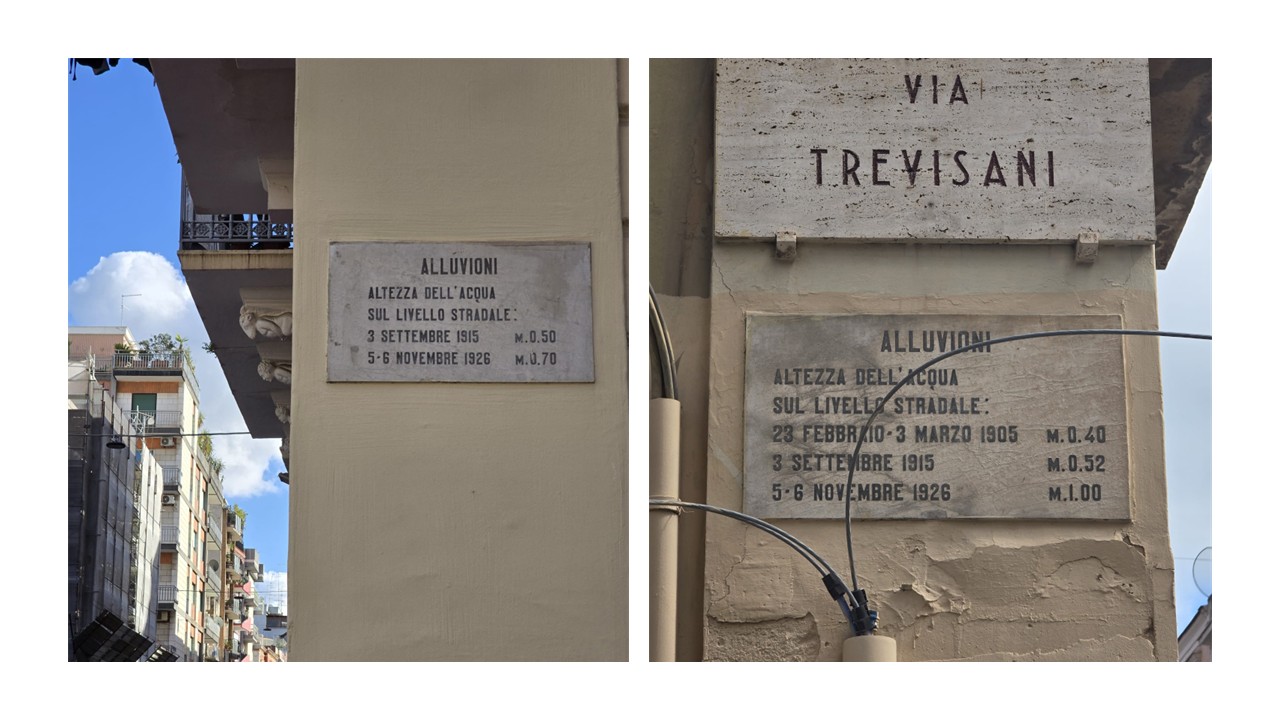 ALLUVIONI
ALTEZZA DELL'ACQUA
SUL LIVELLO STRADALE:
3 SETTEMBRE 1915 M.0.50
5-6 NOVEMBRE 1926 M.0.70
VIA
TREVISANI
ALLUVIONI
ALTEZZA DELL'ACQUA
SUL LIVELLO STRADALE:
23 FEBBRAIO-3 MARZO 1905 M.0.40
3 SETTEMBRE 1915 M.0.52
5-6 NOVEMBRE 1926 M.1.00